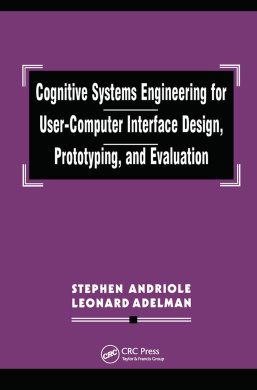 Cognitive Systems Engineering for
User-Computer Interface Design,
Prototyping, and Evaluation
STEPHEN ANDRIOLE
LEONARD ADELMAN
CRC
CRC Press
Taylor & Francis Group